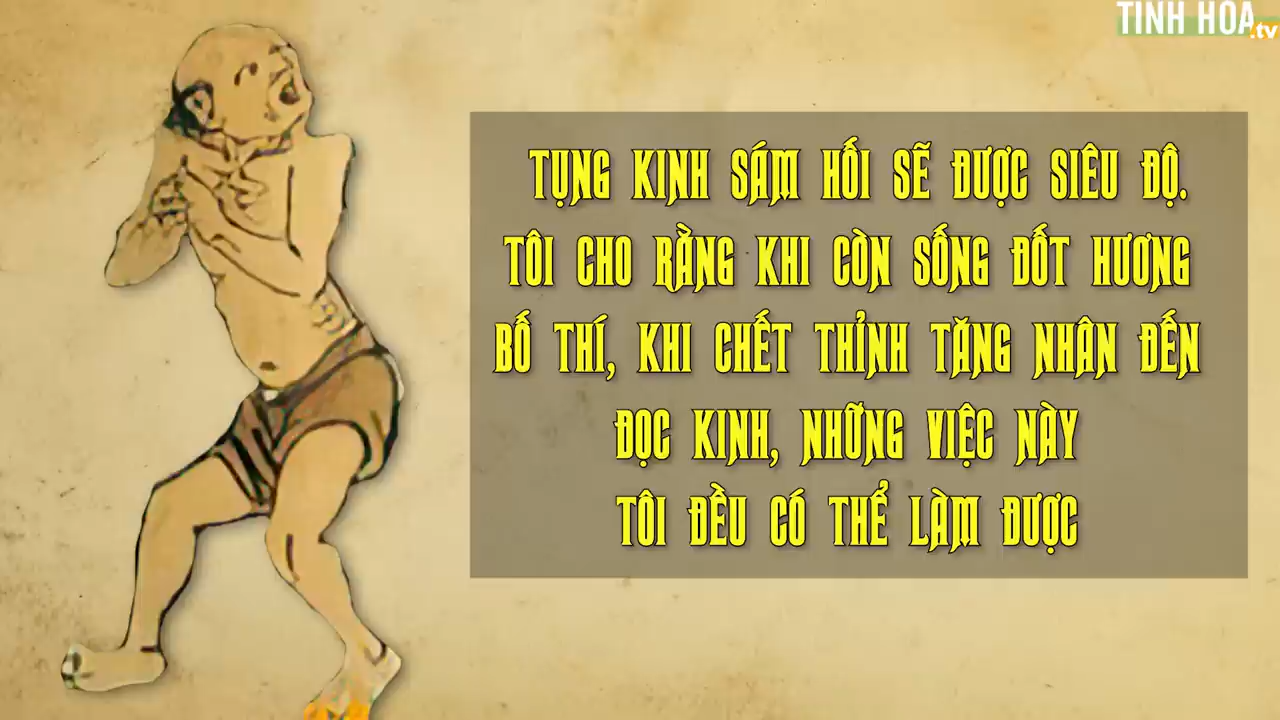 TINH HOA.tv
TỤNG KINH SÁM HỐI SẼ ĐƯỢC SIÊU ĐỘ.
TÔI CHO RẰNG KHI CÒN SỐNG ĐỐT HƯƠNG
BỐ THÍ, KHI CHẾT THỈNH TĂNG NHÂN ĐẾN
ĐỌC KINH, NHỮNG VIỆC NÀY
TÔI ĐỀU CÓ THỂ LÀM ĐƯỢC